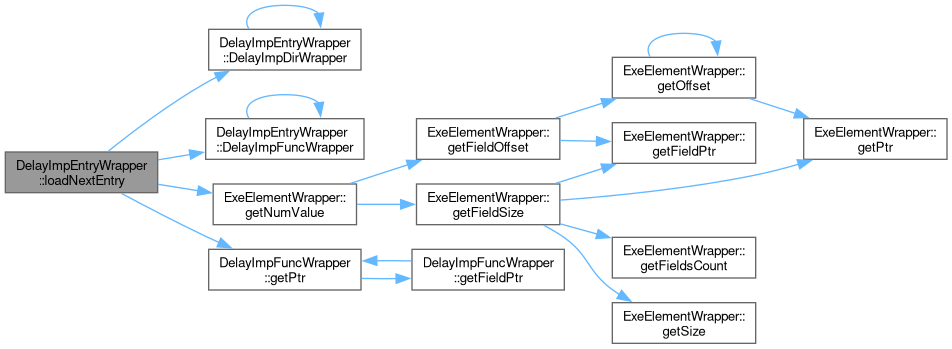 DelayImpEntryWrapper
::loadNextEntry
DelayImpEntryWrapper
::DelayImpDirWrapper
DelayImpEntryWrapper
::DelayImpFuncWrapper
ExeElementWrapper::
getNumValue
DelayImpFuncWrapper
::getPtr
ExeElementWrapper::
getFieldOffset
ExeElementWrapper::
getFieldSize
DelayImpFuncWrapper
::getFieldPtr
ExeElementWrapper::
getOffset
ExeElementWrapper::
getFieldPtr
ExeElementWrapper::
getFieldsCount
ExeElementWrapper::
getSize
ExeElementWrapper::
getPtr